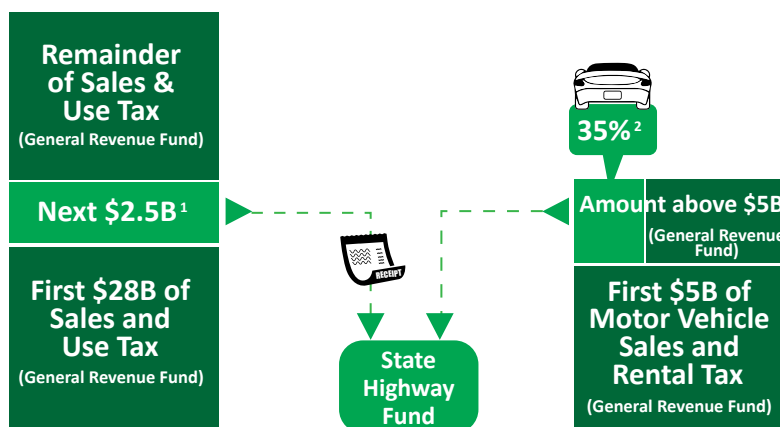 Remainder
of Sales &
Use Tax
(General Revenue Fund)
Next $2.5B¹
First $28B of
Sales and
Use Tax
(General Revenue Fund)
RECEIPT
State
Highway
Fund
35%²
Amount above $5B
(General Revenue
Fund)
First $5B of
Motor Vehicle
Sales and
Rental Tax
(General Revenue Fund)